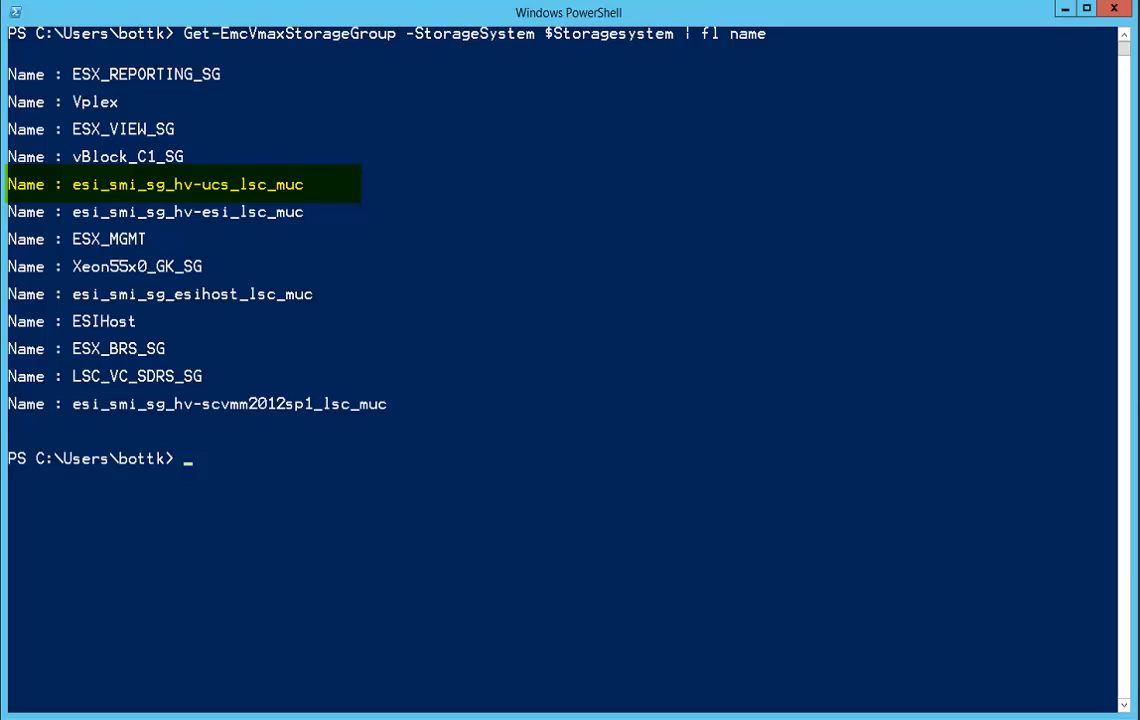 Windows PowerShell
PS C:\Users\bottk> Get-EmcVmaxStorageGroup -StorageSystem $Storagesystem | fl name
Name : ESX_REPORTING_SG
Name : Vplex
Name : ESX_VIEW_SG
Name : vBlock_C1_SG
Name : esi_smi_sg_hv-ucs_lsc_muc
Name : esi_smi_sg_hv-esi_lsc_muc
Name : ESX_MGMT
Name : Xeon55x0_GK_SG
Name : esi_smi_sg_esihost_lsc_muc
Name : ESIHost
Name : ESX_BRS_SG
Name : LSC_VC_SDRS_SG
Name : esi_smi_sg_hv-scvmm2012sp1_lsc_muc
PS C:\Users\bottk> _